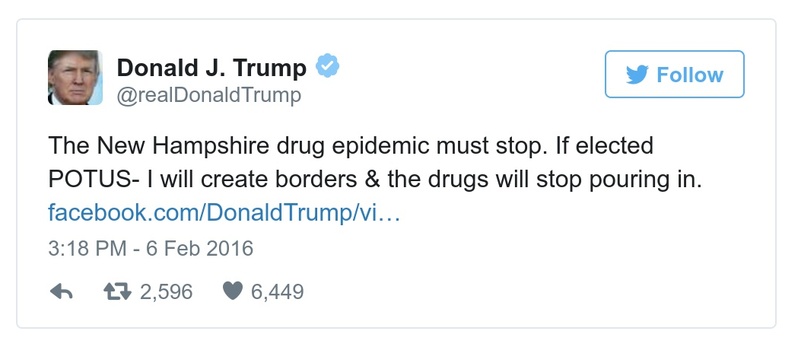 Donald J. Trump
@realDonaldTrump
Follow
The New Hampshire drug epidemic must stop. If elected
POTUS- I will create borders & the drugs will stop pouring in.
facebook.com/DonaldTrump/vi…
3:18 PM - 6 Feb 2016
2,596 6,449